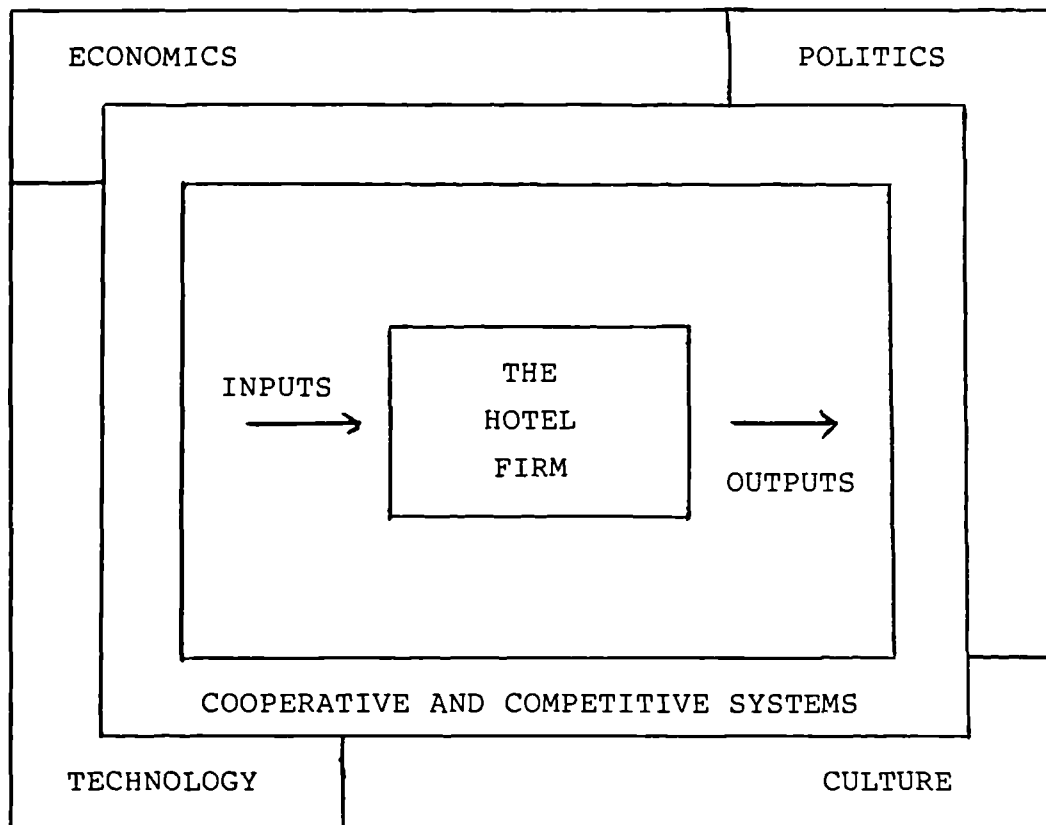 ECONOMICS
POLITICS
INPUTS
THE
HOTEL
FIRM
OUTPUTS
COOPERATIVE AND COMPETITIVE SYSTEMS
TECHNOLOGY
CULTURE